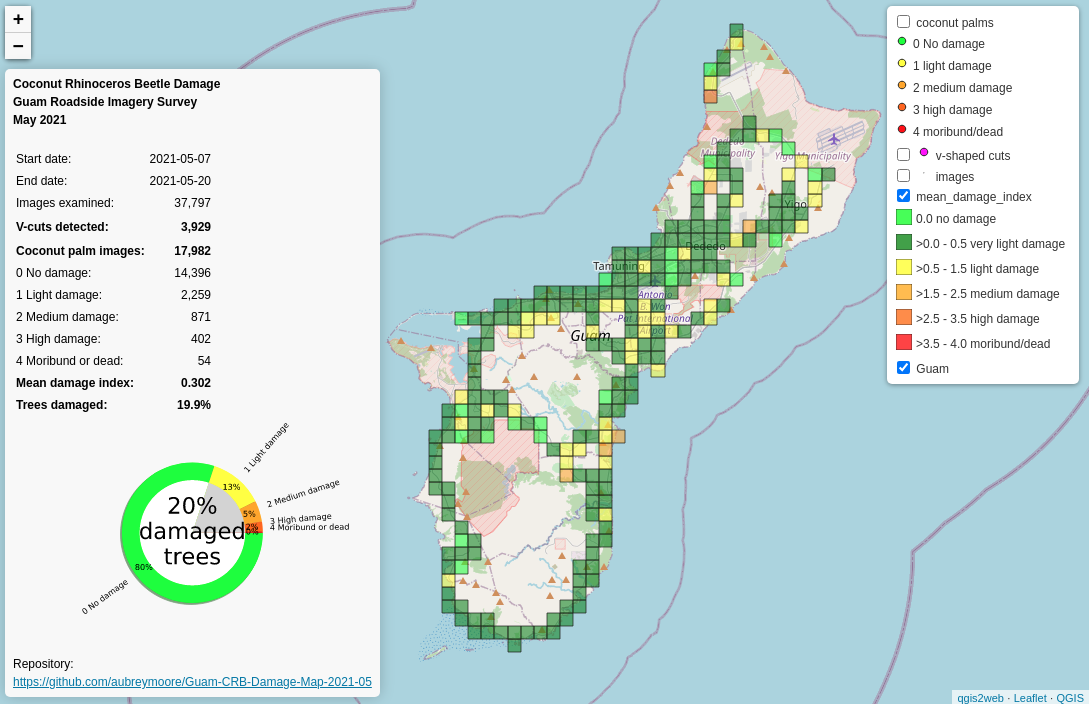 +
−
Coconut Rhinoceros Beetle Damage
Guam Roadside Imagery Survey
May 2021
Start date: 2021-05-07
End date: 2021-05-20
Images examined: 37,797
V-cuts detected: 3,929
Coconut palm images: 17,982
0 No damage: 14,396
1 Light damage: 2,259
2 Medium damage: 871
3 High damage: 402
4 Moribund or dead: 54
Mean damage index: 0.302
Trees damaged: 19.9%
1 Light damage
13%
2 Medium damage
5%
3 High damage
2%
4 Moribund or dead
0%
20%
damaged
trees
80%
0 No damage
Repository:
https://github.com/aubreymoore/Guam-CRB-Damage-Map-2021-05
Dededo
Municipality
Yigo Municipality
Yigo
Dededo
Tamuning
Antonio
B. Won
Pat International
Airport
Guam
coconut palms
0 No damage
1 light damage
2 medium damage
3 high damage
4 moribund/dead
v-shaped cuts
images
mean_damage_index
0.0 no damage
>0.0 - 0.5 very light damage
>0.5 - 1.5 light damage
>1.5 - 2.5 medium damage
>2.5 - 3.5 high damage
>3.5 - 4.0 moribund/dead
Guam
qgis2web · Leaflet · QGIS